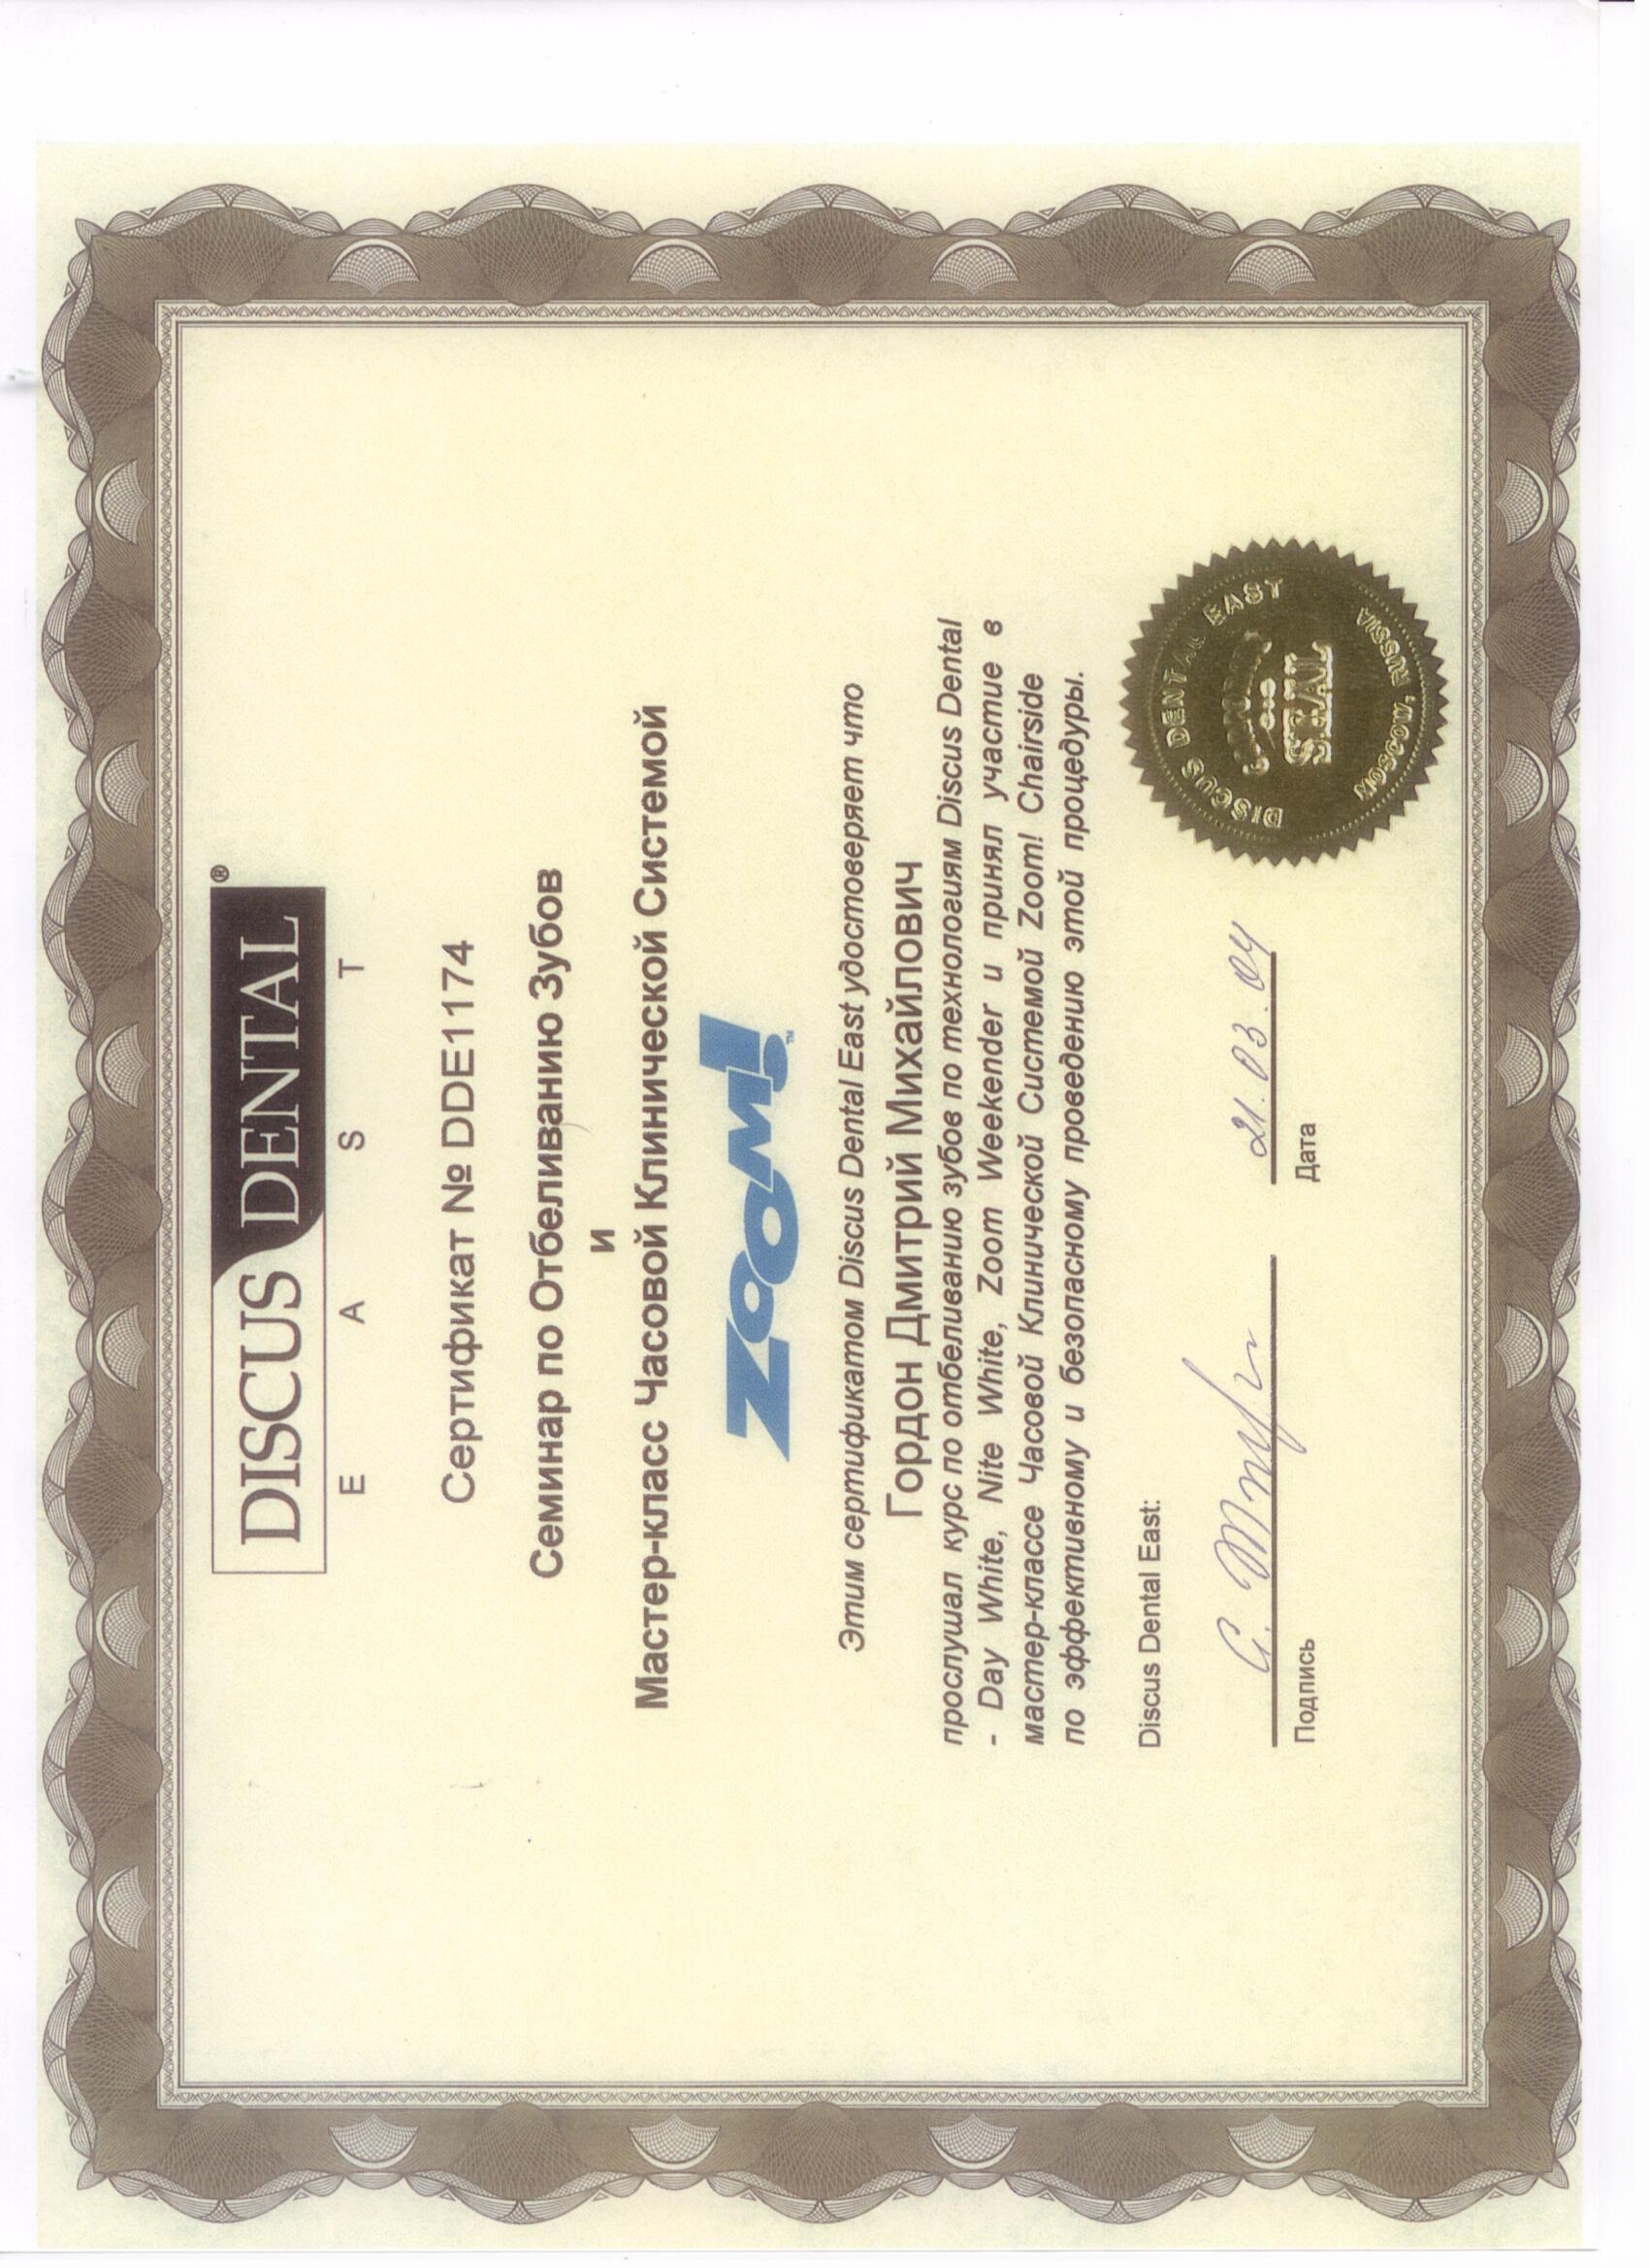 DISCUS DENTAL®
E A S T
Сертификат № DDE1174
Семинар по Отбеливанию Зубов
и
Мастер-класс Часовой Клинической Системой
ZOOM!™
Этим сертификатом Discus Dental East удостоверяет что
Гордон Дмитрий Михайлович
прослушал курс по отбеливанию зубов по технологиям Discus Dental
- Day White, Nite White, Zoom Weekender и принял участие в
мастер-классе Часовой Клинической Системой Zoom! Chairside
по эффективному и безопасному проведению этой процедуры.
Discus Dental East:
21.03.04
Подпись
Дата
DISCUS DENTAL EAST
SEAL
MOSCOW, RUSSIA